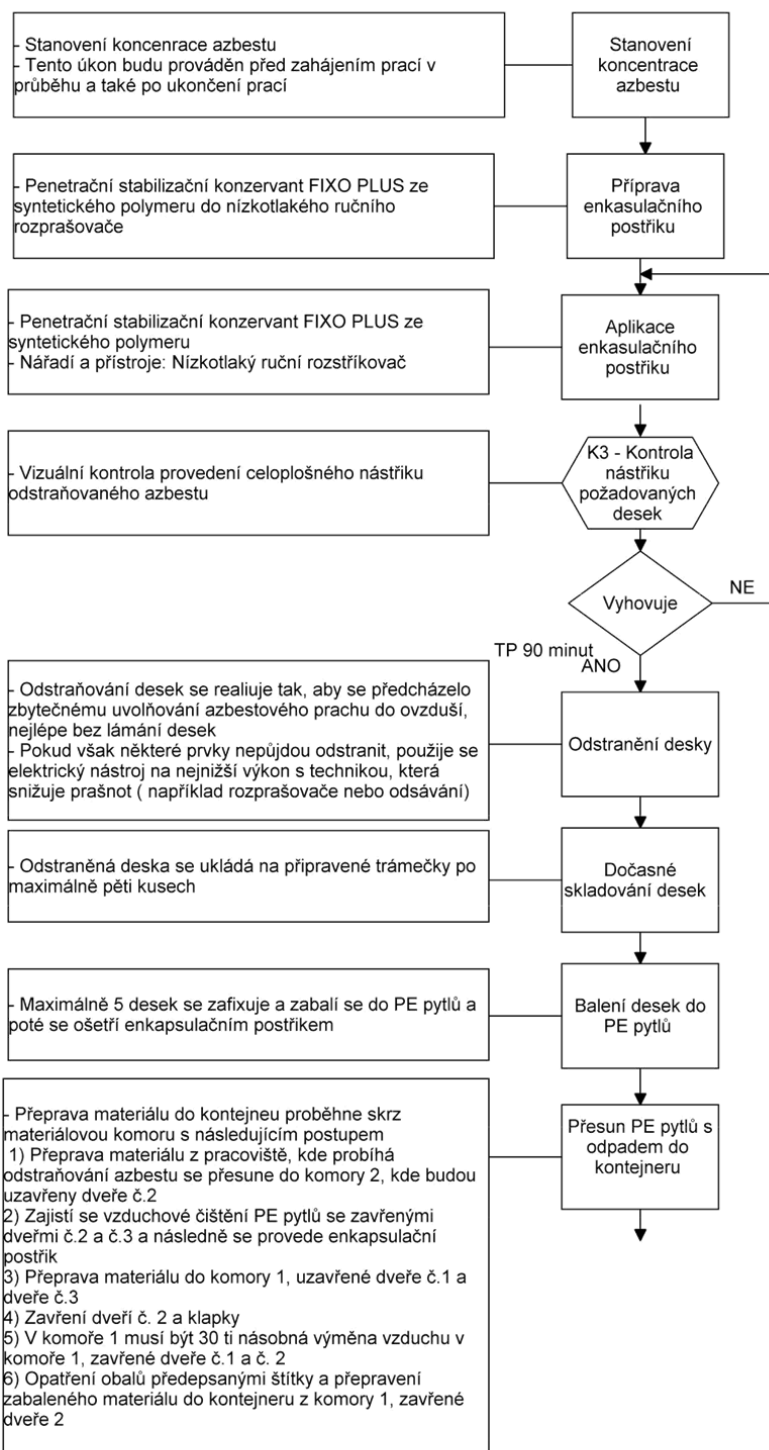 - Stanovení koncenrace azbestu
- Tento úkon budu prováděn před zahájením prací v
průběhu a také po ukončení prací
Stanovení
koncentrace
azbestu
- Penetrační stabilizační konzervant FIXO PLUS ze
syntetického polymeru do nízkotlakého ručního
rozprašovače
Příprava
enkasulačního
postřiku
- Penetrační stabilizační konzervant FIXO PLUS ze
syntetického polymeru
- Nářadí a přístroje: Nízkotlaký ruční rozstřikovač
Aplikace
enkasulačního
postřiku
- Vizuální kontrola provedení celoplošného nástřiku
odstraňovaného azbestu
K3 - Kontrola
nástřiku
požadovaných
desek
Vyhovuje
NE
TP 90 minut
ANO
- Odstraňování desek se realiuje tak, aby se předcházelo
zbytečnému uvolňování azbestového prachu do ovzduší,
nejlépe bez lámání desek
- Pokud však některé prvky nepůjdou odstranit, použije se
elektrický nástroj na nejnižší výkon s technikou, která
snižuje prašnot ( například rozprašovače nebo odsávání)
Odstranění desky
- Odstraněná deska se ukládá na připravené trámečky po
maximálně pěti kusech
Dočasné
skladování desek
- Maximálně 5 desek se zafixuje a zabalí se do PE pytlů a
poté se ošetří enkapsulačním postřikem
Balení desek do
PE pytlů
- Přeprava materiálu do kontejneu proběhne skrz
materiálovou komoru s následujícím postupem
1) Přeprava materiálu z pracoviště, kde probíhá
odstraňování azbestu se přesune do komory 2, kde budou
uzavřeny dveře č.2
2) Zajistí se vzduchové čištění PE pytlů se zavřenými
dveřmi č.2 a č.3 a následně se provede enkapsulační
postřik
3) Přeprava materiálu do komory 1, uzavřené dveře č.1 a
dveře č.3
4) Zavření dveří č. 2 a klapky
5) V komoře 1 musí být 30 ti násobná výměna vzduchu v
komoře 1, zavřené dveře č.1 a č. 2
6) Opatření obalů předepsanými štítky a přepravení
zabaleného materiálu do kontejneru z komory 1, zavřené
dveře 2
Přesun PE pytlů s
odpadem do
kontejneru